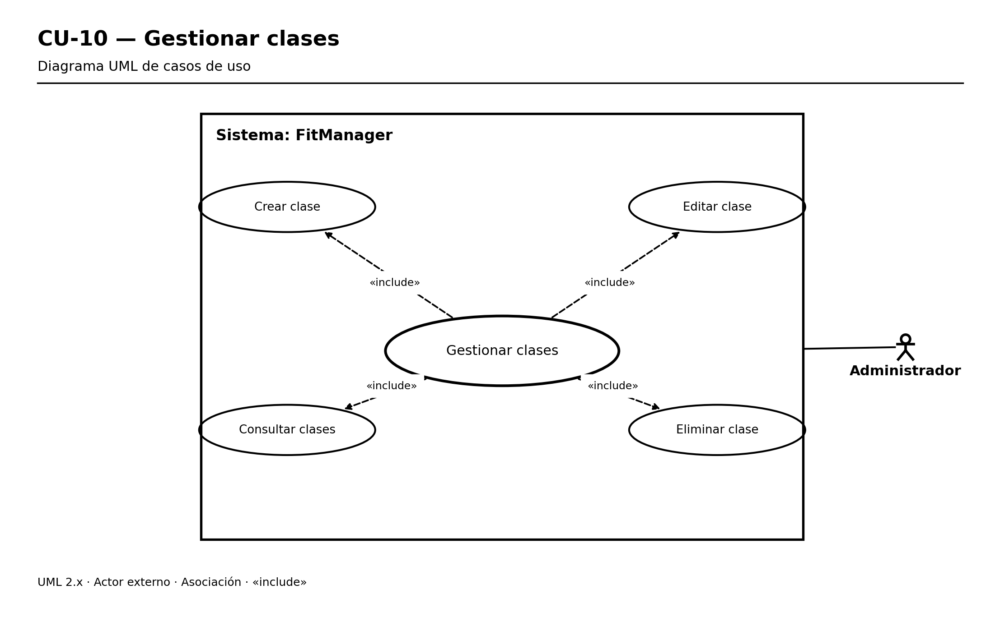 CU-10 — Gestionar clases
Diagrama UML de casos de uso
Sistema: FitManager
Crear clase
Editar clase
«include»
«include»
Gestionar clases
Administrador
«include»
«include»
Consultar clases
Eliminar clase
UML 2.x · Actor externo · Asociación · «include»